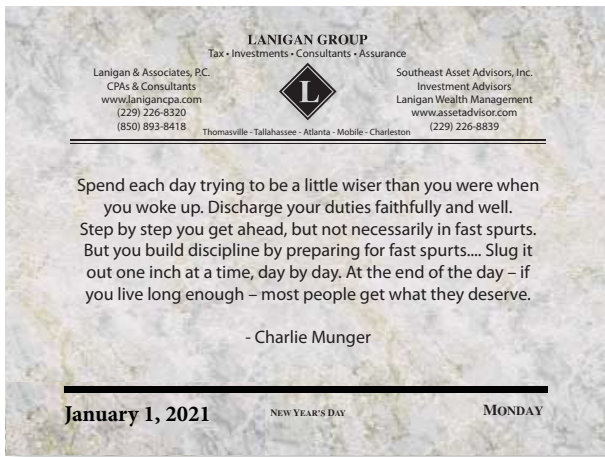 LANIGAN GROUP
Tax • Investments • Consultants • Assurance
Lanigan & Associates, P.C.
CPAs & Consultants
www.lanigancpa.com
(229) 226-8320
(850) 893-8418
L
Southeast Asset Advisors, Inc.
Investment Advisors
Lanigan Wealth Management
www.assetadvisor.com
(229) 226-8839
Thomasville - Tallahassee - Atlanta - Mobile - Charleston
Spend each day trying to be a little wiser than you were when
you woke up. Discharge your duties faithfully and well.
Step by step you get ahead, but not necessarily in fast spurts.
But you build discipline by preparing for fast spurts.... Slug it
out one inch at a time, day by day. At the end of the day – if
you live long enough – most people get what they deserve.
- Charlie Munger
January 1, 2021 NEW YEAR'S DAY MONDAY